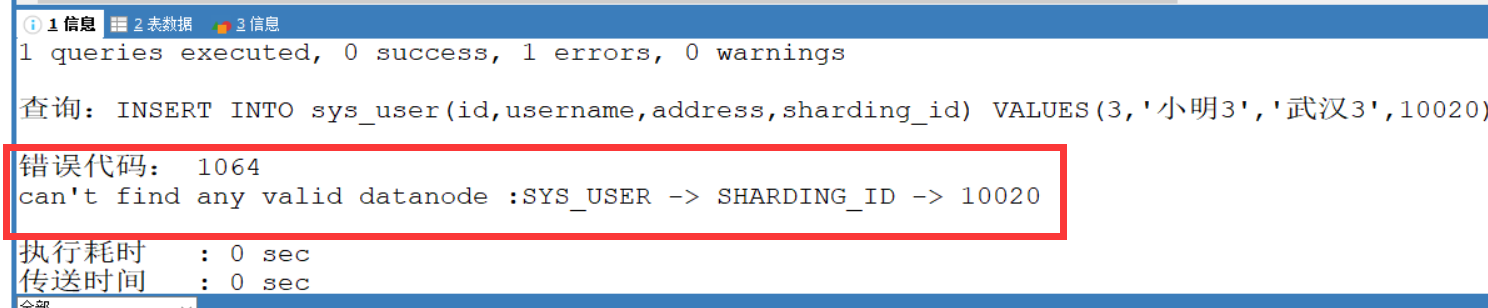 1 信息 2 表数据 3 信息
1 queries executed, 0 success, 1 errors, 0 warnings
查询: INSERT INTO sys_user(id,username,address,sharding_id) VALUES(3,'小明3','武汉3',10020)
错误代码: 1064
can't find any valid datanode :SYS_USER -> SHARDING_ID -> 10020
执行耗时 : 0 sec
传送时间 : 0 sec